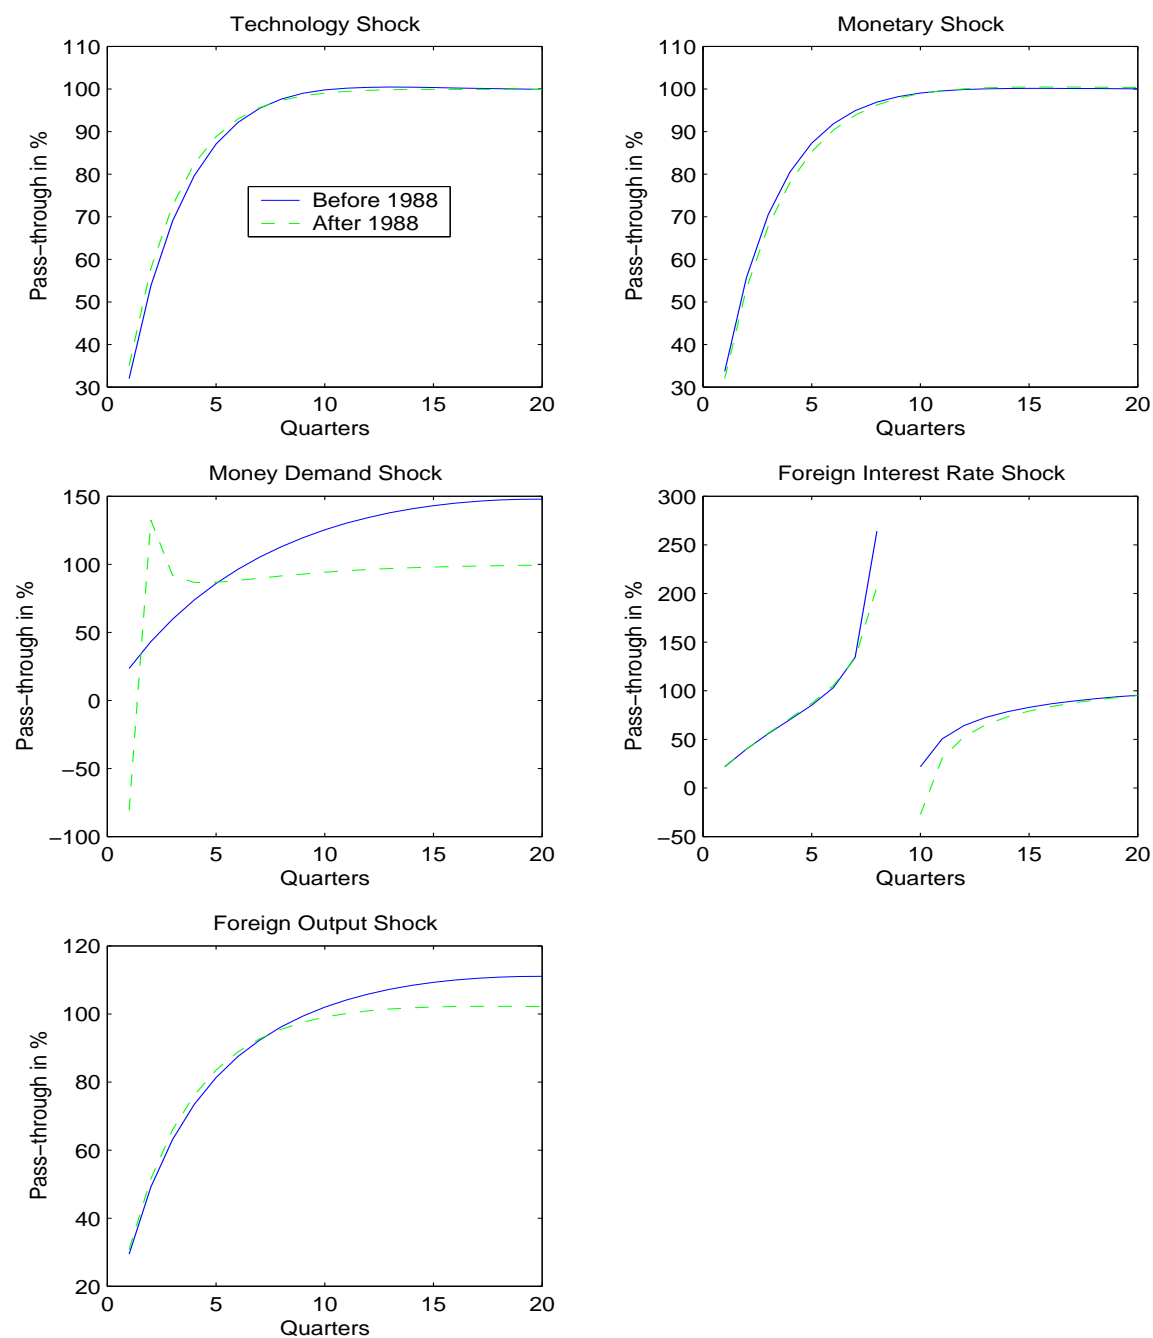 Technology Shock
110
100
90
80
70
60
50
40
30
0 5 10 15 20
Pass−through in %
Quarters
Before 1988
After 1988
Monetary Shock
110
100
90
80
70
60
50
40
30
0 5 10 15 20
Pass−through in %
Quarters
Money Demand Shock
150
100
50
0
−50
−100
0 5 10 15 20
Pass−through in %
Quarters
Foreign Interest Rate Shock
300
250
200
150
100
50
0
−50
0 5 10 15 20
Pass−through in %
Quarters
Foreign Output Shock
120
100
80
60
40
20
0 5 10 15 20
Pass−through in %
Quarters